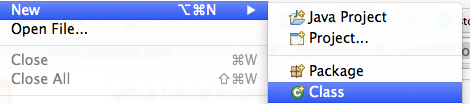 New ⌥⌘N ▶
Open File...
Close ⌘W
Close All ⇧⌘W
Java Project
Project...
Package
Class